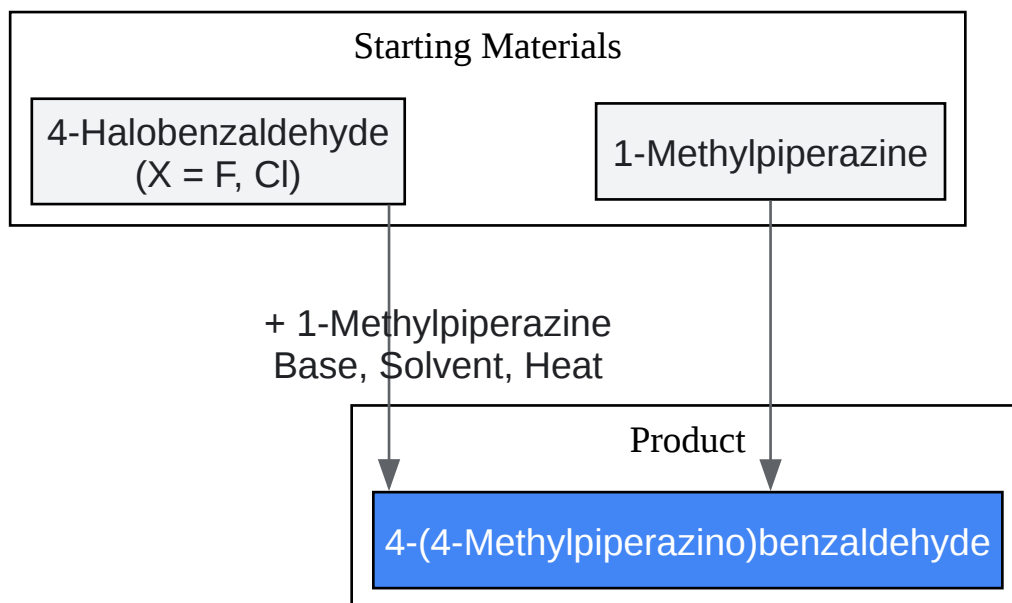 Starting Materials
4-Halobenzaldehyde
(X = F, Cl)
1-Methylpiperazine
+ 1-Methylpiperazine
Base, Solvent, Heat
Product
4-(4-Methylpiperazino)benzaldehyde